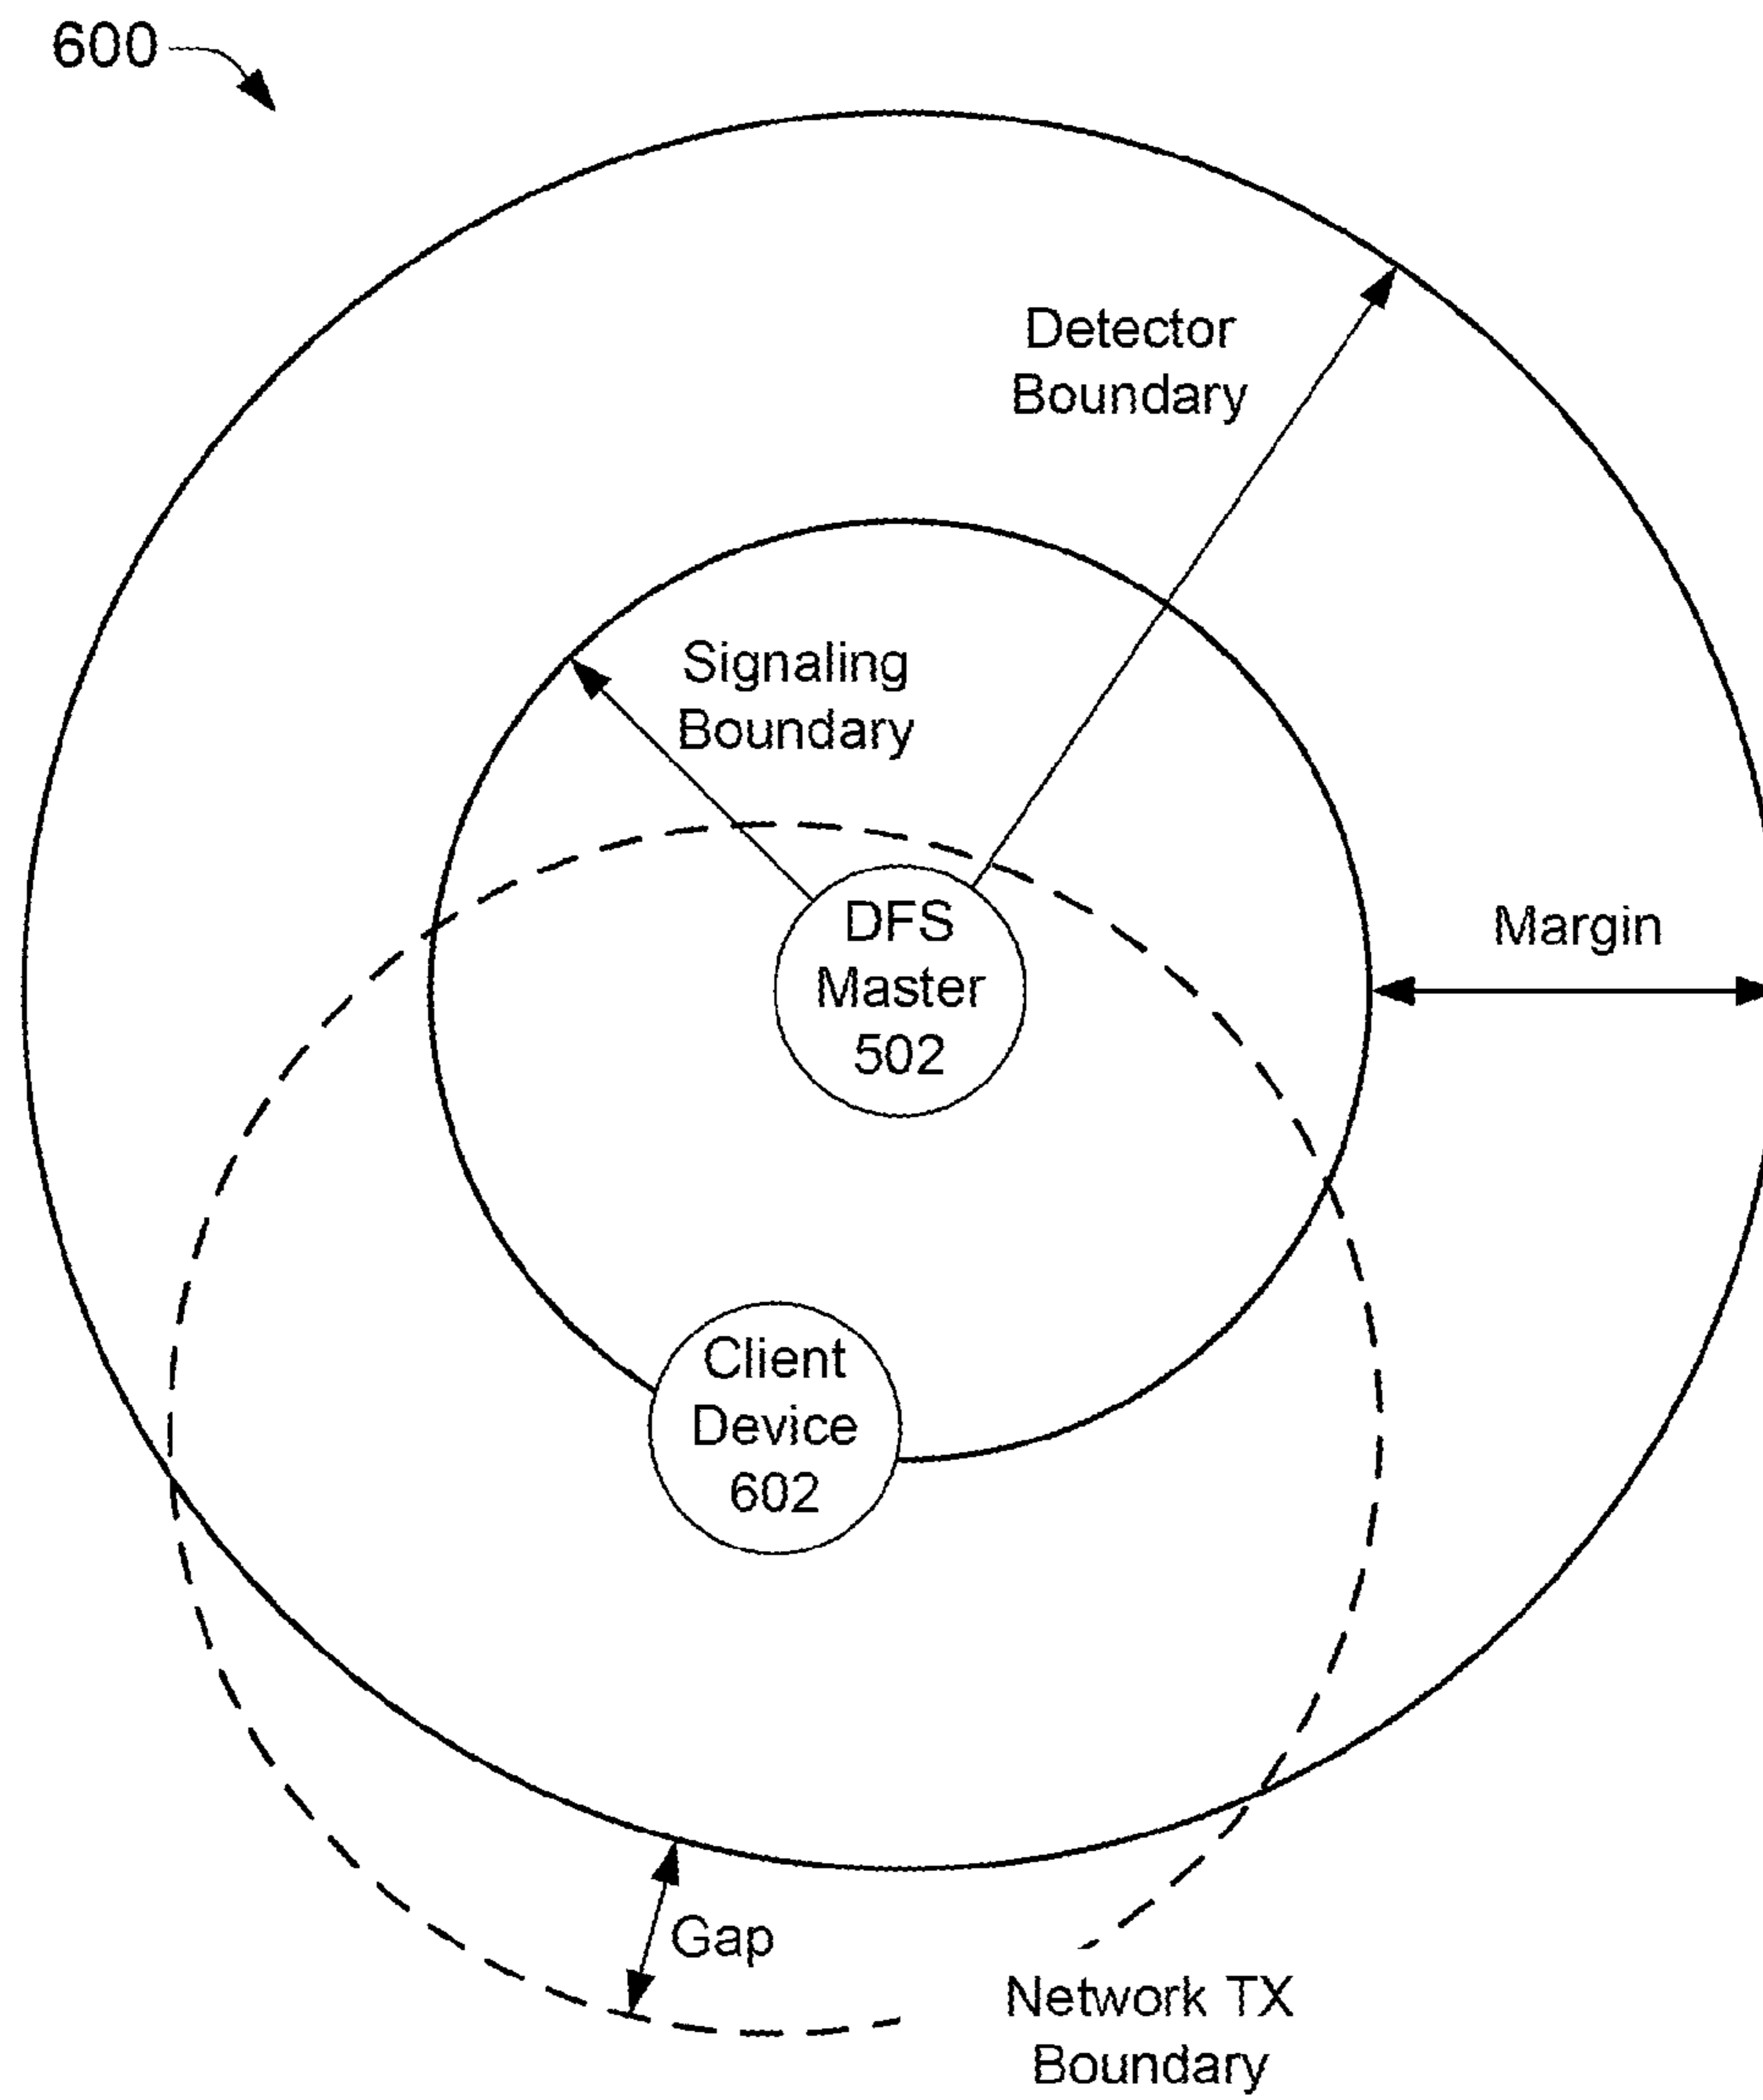 600
Detector
Boundary
Signaling
Boundary
DFS
Master
502
Margin
Client
Device
602
Gap
Network TX
Boundary